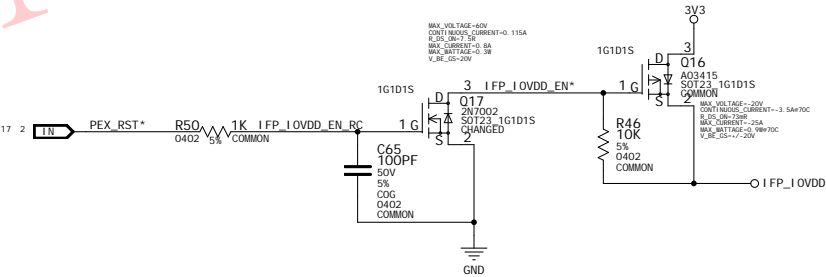 3V3
MAX_VOLTAGE=60V
CONTINUOUS_CURRENT=0.115A
R_DS_ON=7.5R
MAX_CURRENT=0.8A
MAX_WATTAGE=0.3W
V_BE_GS=20V
1G1D1S
D
3
Q16
1
G
S
2
AO3415
SOT23_1G1D1S
COMMON
MAX_VOLTAGE=-20V
CONTINUOUS_CURRENT=-3.5A@70C
R_DS_ON=73mR
MAX_CURRENT=-25A
MAX_WATTAGE=0.9W@70C
V_BE_GS=+/-20V
1G1D1S
D
3
IFP_IOVDD_EN*
Q17
2N7002
SOT23_1G1D1S
CHANGED
1
G
S
2
17 2
IN
PEX_RST*
R50
1K
IFP_IOVDD_EN_RC
0402
5%
COMMON
R46
10K
5%
0402
COMMON
C65
100PF
50V
5%
COG
0402
COMMON
IFP_IOVDD
GND